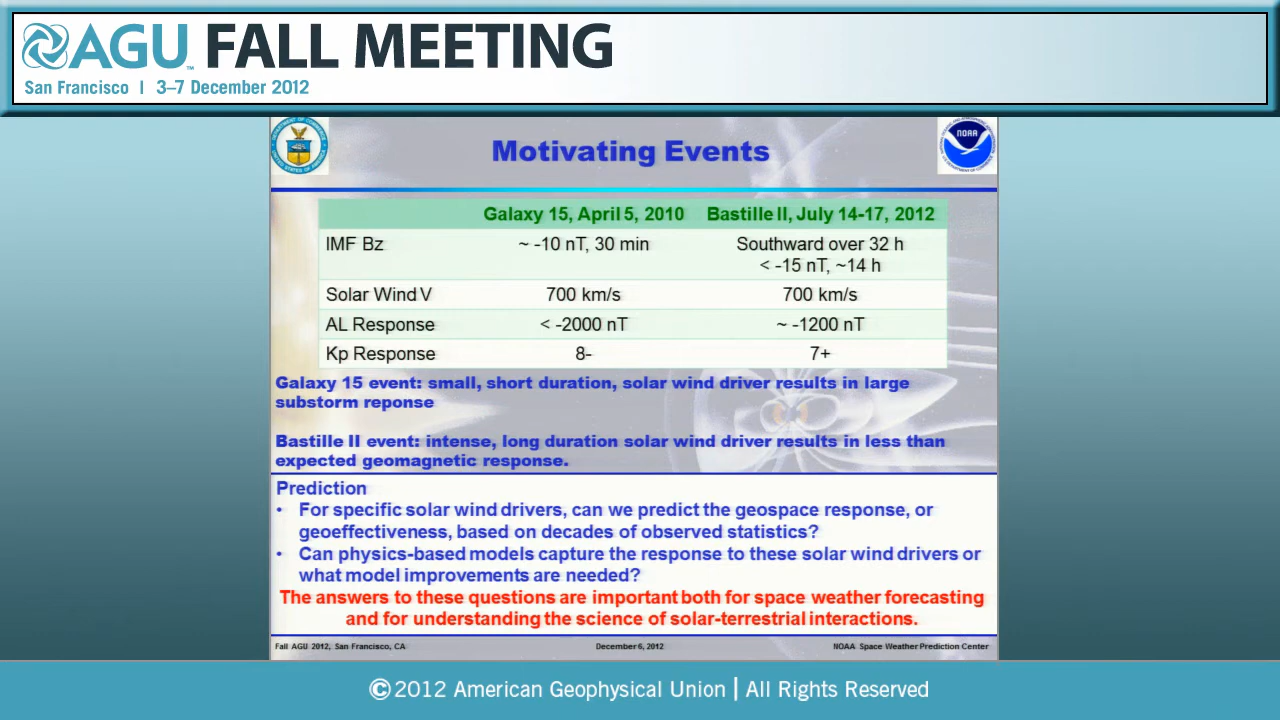 AGU FALL MEETING
San Francisco | 3–7 December 2012
NOAA
Motivating Events
Galaxy 15, April 5, 2010 Bastille II, July 14-17, 2012
IMF Bz ~ -10 nT, 30 min Southward over 32 h
< -15 nT, ~14 h
Solar Wind V 700 km/s 700 km/s
AL Response < -2000 nT ~ -1200 nT
Kp Response 8- 7+
Galaxy 15 event: small, short duration, solar wind driver results in large
substorm reponse
Bastille II event: intense, long duration solar wind driver results in less than
expected geomagnetic response.
Prediction
• For specific solar wind drivers, can we predict the geospace response, or
geoeffectiveness, based on decades of observed statistics?
• Can physics-based models capture the response to these solar wind drivers or
what model improvements are needed?
The answers to these questions are important both for space weather forecasting
and for understanding the science of solar-terrestrial interactions.
Fall AGU 2012, San Francisco, CA December 6, 2012 NOAA Space Weather Prediction Center
©2012 American Geophysical Union | All Rights Reserved